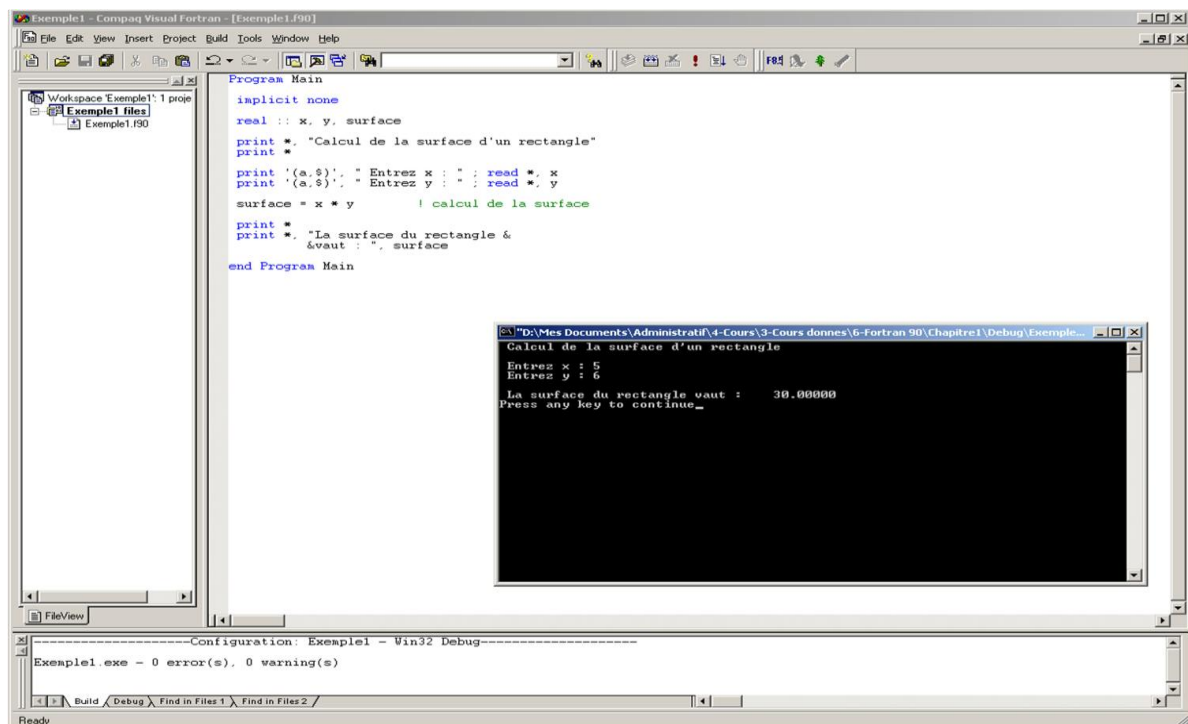 Exemple1 - Compaq Visual Fortran - [Exemple1.f90]
File Edit View Insert Project Build Tools Window Help
Workspace 'Exemple1': 1 proje
Exemple1 files
Exemple1.f90
FileView
Program Main
implicit none
real :: x, y, surface
print *, "Calcul de la surface d'un rectangle"
print *
print '(a,$)', " Entrez x : " ; read *, x
print '(a,$)', " Entrez y : " ; read *, y
surface = x * y ! calcul de la surface
print *
print *, "La surface du rectangle &
&vaut : ", surface
end Program Main
"D:\Mes Documents\Administratif\4-Cours\3-Cours donnes\6-Fortran 90\Chapitre1\Debug\Exemple...
Calcul de la surface d'un rectangle
Entrez x : 5
Entrez y : 6
La surface du rectangle vaut : 30.00000
Press any key to continue_
--------------------Configuration: Exemple1 - Win32 Debug--------------------
Exemple1.exe - 0 error(s), 0 warning(s)
Build Debug Find in Files 1 Find in Files 2
Ready